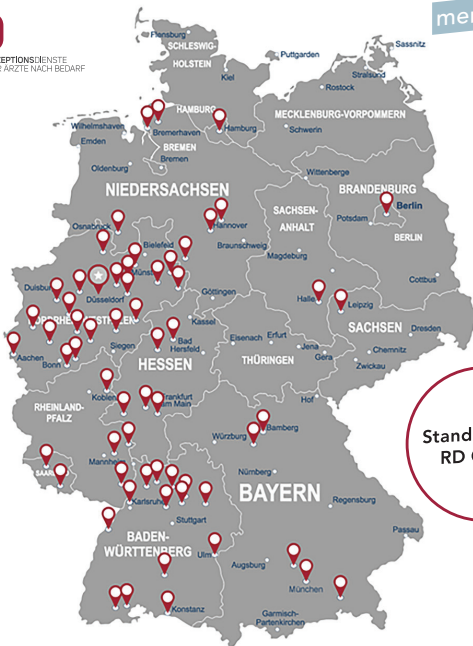 EPTIONSDIENSTE
ÄRZTE NACH BEDARF
mer
Flensburg
SCHLESWIG-
HOLSTEIN
Kiel
Puttgarden
Sassnitz
Stralsund
Rostock
MECKLENBURG-VORPOMMERN
Schwerin
HAMBURG
Hamburg
Wilhelmshaven
Bremerhaven
Emden
BREMEN
Bremen
Oldenburg
Wittenberge
NIEDERSACHSEN
BRANDENBURG
Berlin
Potsdam
BERLIN
SACHSEN-
ANHALT
Osnabrück
Hannover
Bielefeld
Braunschweig
Magdeburg
Cottbus
Münst
Göttingen
Duisburg
Düsseldorf
Halle
Leipzig
Kassel
SACHSEN
Dresden
Aachen
Bonn
Siegen
Bad
Hersfeld
Eisenach
Erfurt
Jena
Gera
Chemnitz
Zwickau
HESSEN
THÜRINGEN
Koblenz
Frankfurt
am Main
Hof
RHEINLAND-
PFALZ
Bamberg
Würzburg
Stand
RD
Mannheim
Nürnberg
SAAR
BAYERN
Karlsruhe
Regensburg
Stuttgart
Passau
BADEN-
WÜRTTEMBERG
Ulm
Augsburg
München
Konstanz
Garmisch-
Partenkirchen